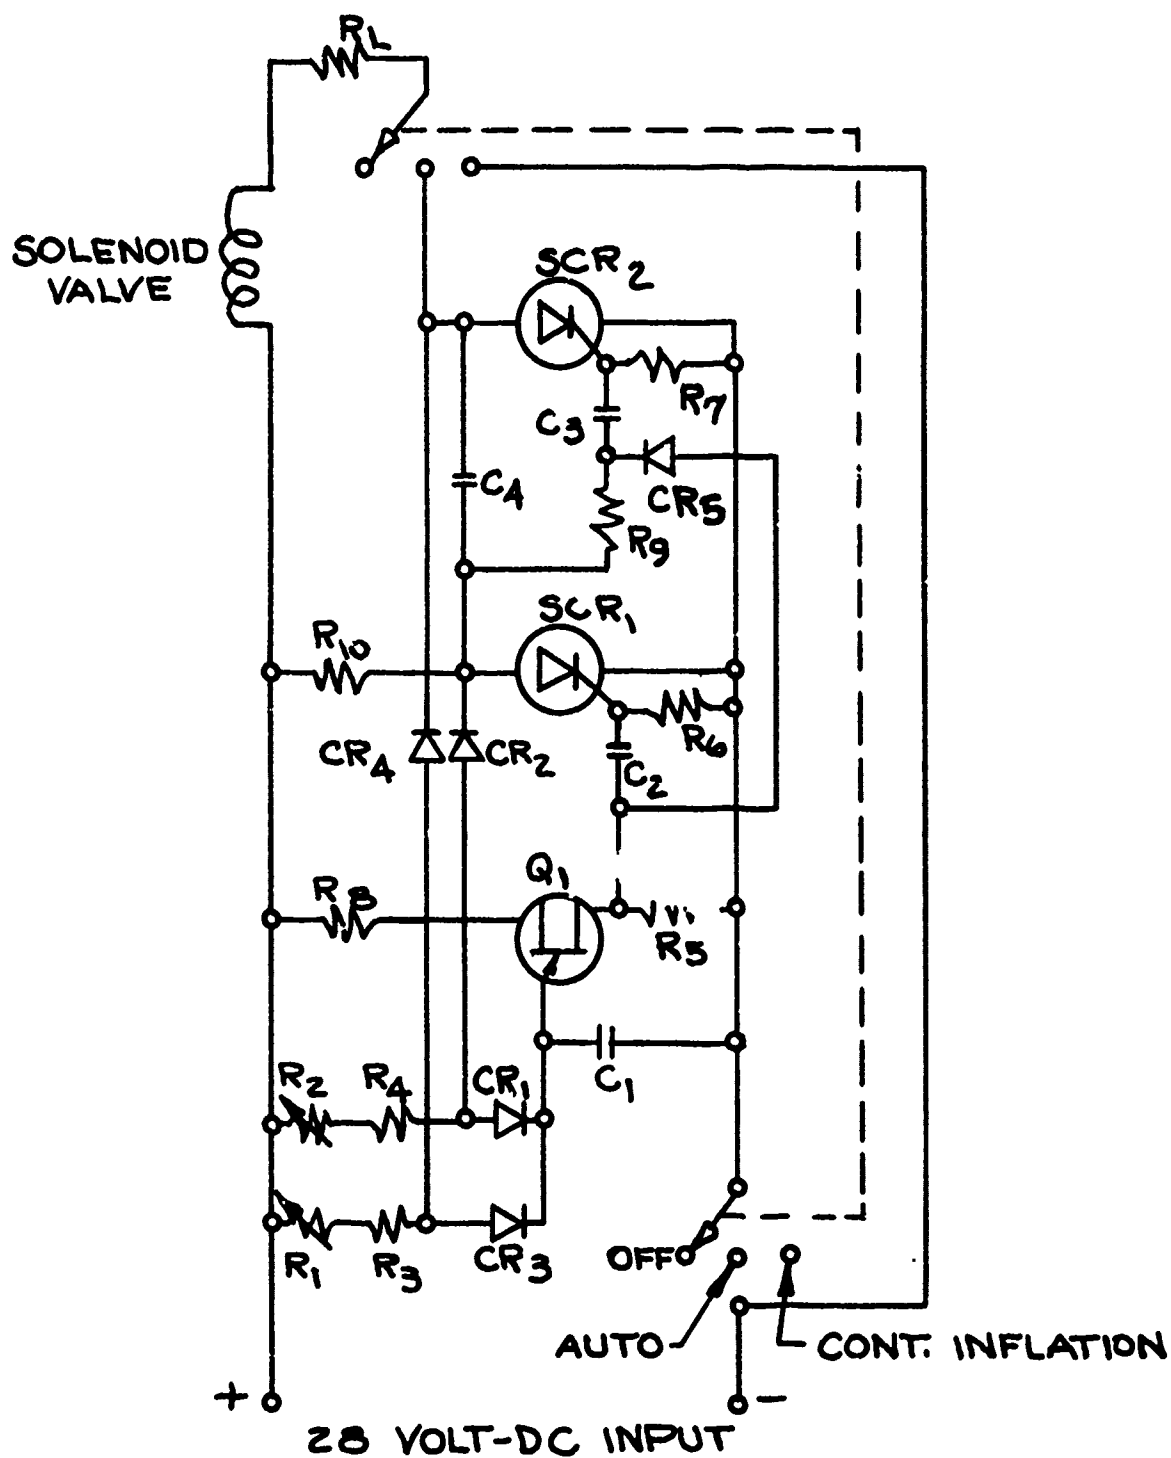 RL
SOLENOID
VALVE
SCR2
R7
C3
C4
CR5
R9
SCR1
R10
R6
CR4
CR2
C2
Q1
R8
R5
R2
R4
CR1
C1
R1
R3
CR3
OFF
AUTO
CONT. INFLATION
+
−
28 VOLT-DC INPUT